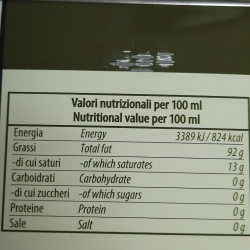 Valori nutrizionali per 100 ml
Nutritional value per 100 ml
Energia Energy 3389 kJ / 824 kcal
Grassi Total fat 92 g
-di cui saturi -of which saturates 13 g
Carboidrati Carbohydrate 0 g
-di cui zuccheri -of which sugars 0 g
Proteine Protein 0 g
Sale Salt 0 g